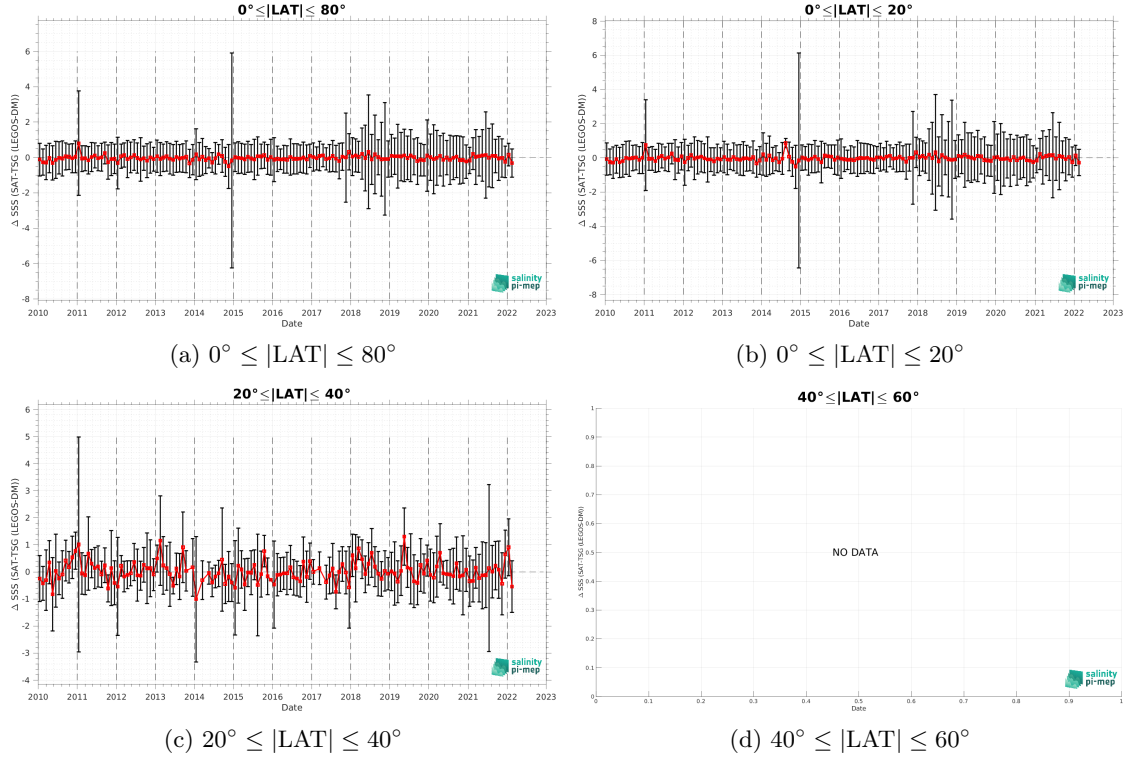 0°≤|LAT|≤ 80°
Δ SSS (SAT-TSG (LEGOS-DM))
6
4
2
0
-2
-4
-6
-8
2010 2011 2012 2013 2014 2015 2016 2017 2018 2019 2020 2021 2022 2023
Date
salinity
pi-mep
(a) 0° ≤ |LAT| ≤ 80°
0°≤|LAT|≤ 20°
Δ SSS (SAT-TSG (LEGOS-DM))
8
6
4
2
0
-2
-4
-6
-8
2010 2011 2012 2013 2014 2015 2016 2017 2018 2019 2020 2021 2022 2023
Date
salinity
pi-mep
(b) 0° ≤ |LAT| ≤ 20°
20°≤|LAT|≤ 40°
Δ SSS (SAT-TSG (LEGOS-DM))
6
5
4
3
2
1
0
-1
-2
-3
-4
2010 2011 2012 2013 2014 2015 2016 2017 2018 2019 2020 2021 2022 2023
Date
salinity
pi-mep
(c) 20° ≤ |LAT| ≤ 40°
40°≤|LAT|≤ 60°
Δ SSS (SAT-TSG (LEGOS-DM))
1
0.9
0.8
0.7
0.6
0.5
0.4
0.3
0.2
0.1
0
NO DATA
0 0.1 0.2 0.3 0.4 0.5 0.6 0.7 0.8 0.9 1
Date
salinity
pi-mep
(d) 40° ≤ |LAT| ≤ 60°